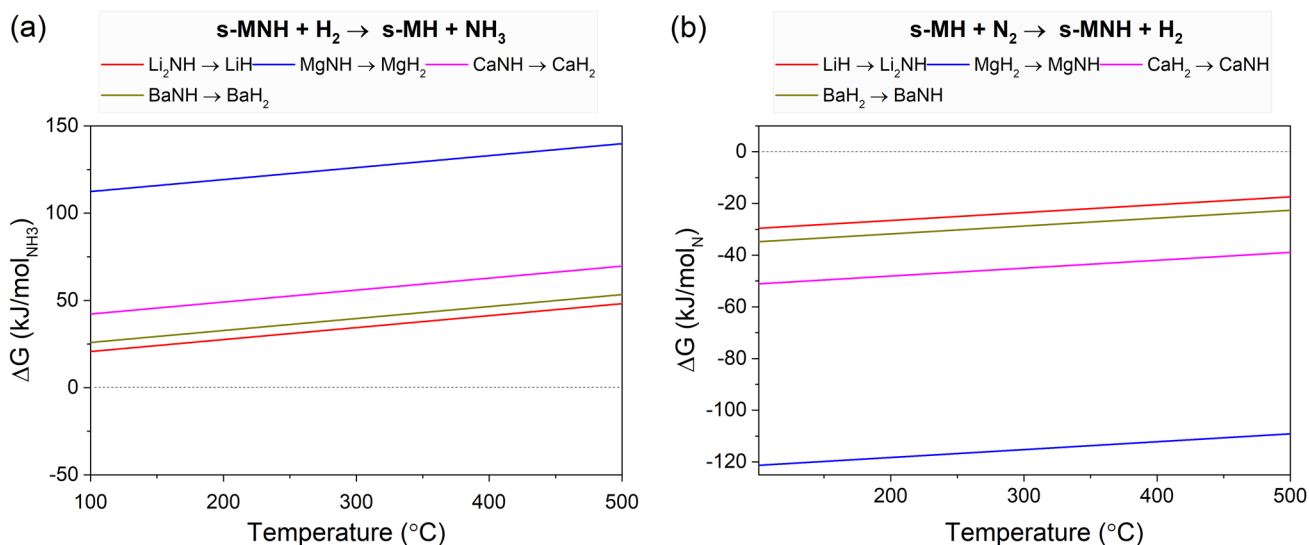 (a)
s-MNH + H₂ → s-MH + NH₃
Li₂NH → LiH MgNH → MgH₂ CaNH → CaH₂
BaNH → BaH₂
150
100
50
0
-50
ΔG (kJ/mol_NH3)
100 200 300 400 500
Temperature (°C)
(b)
s-MH + N₂ → s-MNH + H₂
LiH → Li₂NH MgH₂ → MgNH CaH₂ → CaNH
BaH₂ → BaNH
0
-20
-40
-60
-80
-100
-120
ΔG (kJ/mol_N)
200 300 400 500
Temperature (°C)